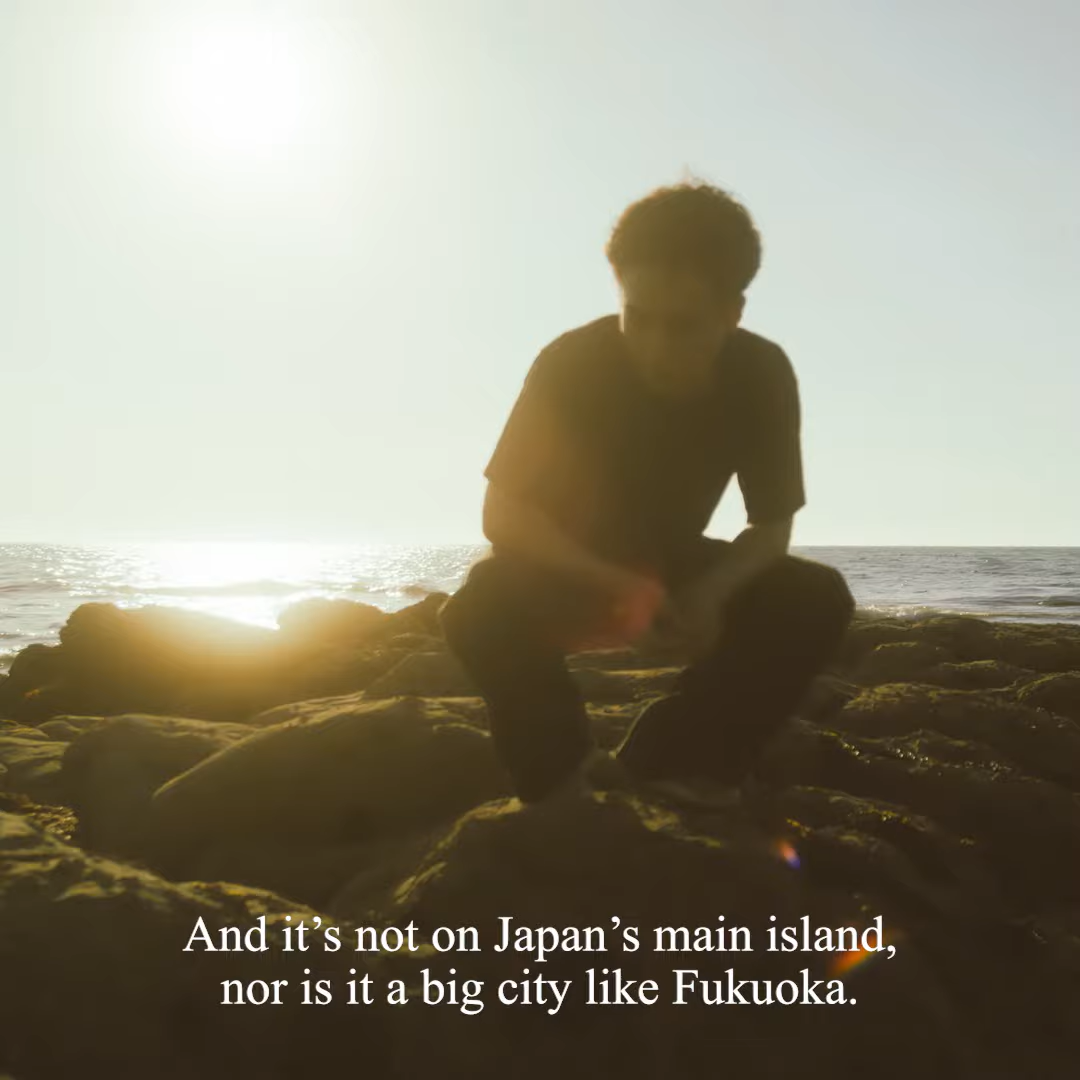 And it’s not on Japan’s main island,
nor is it a big city like Fukuoka.